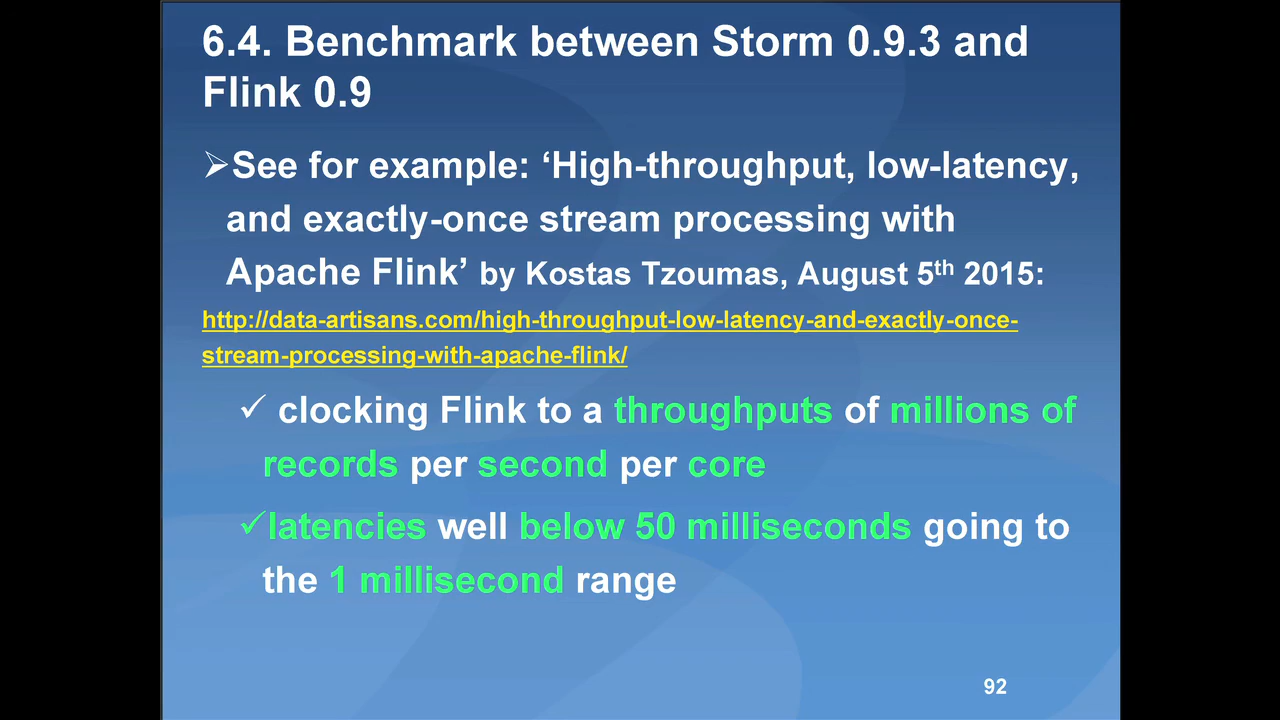 6.4. Benchmark between Storm 0.9.3 and
Flink 0.9
➢See for example: ‘High-throughput, low-latency,
and exactly-once stream processing with
Apache Flink’ by Kostas Tzoumas, August 5th 2015:
http://data-artisans.com/high-throughput-low-latency-and-exactly-once-
stream-processing-with-apache-flink/
✓ clocking Flink to a throughputs of millions of
records per second per core
✓latencies well below 50 milliseconds going to
the 1 millisecond range
92